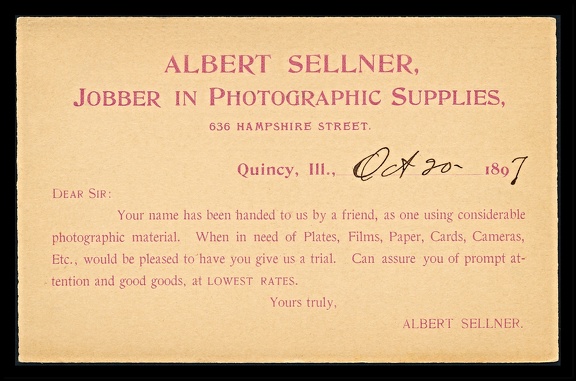 ALBERT SELLNER,
JOBBER IN PHOTOGRAPHIC SUPPLIES,
636 HAMPSHIRE STREET.
Quincy, Ill., Oct 20- 1897
DEAR SIR:
Your name has been handed to us by a friend, as one using considerable
photographic material. When in need of Plates, Films, Paper, Cards, Cameras,
Etc., would be pleased to have you give us a trial. Can assure you of prompt at-
tention and good goods, at LOWEST RATES.
Yours truly,
ALBERT SELLNER.